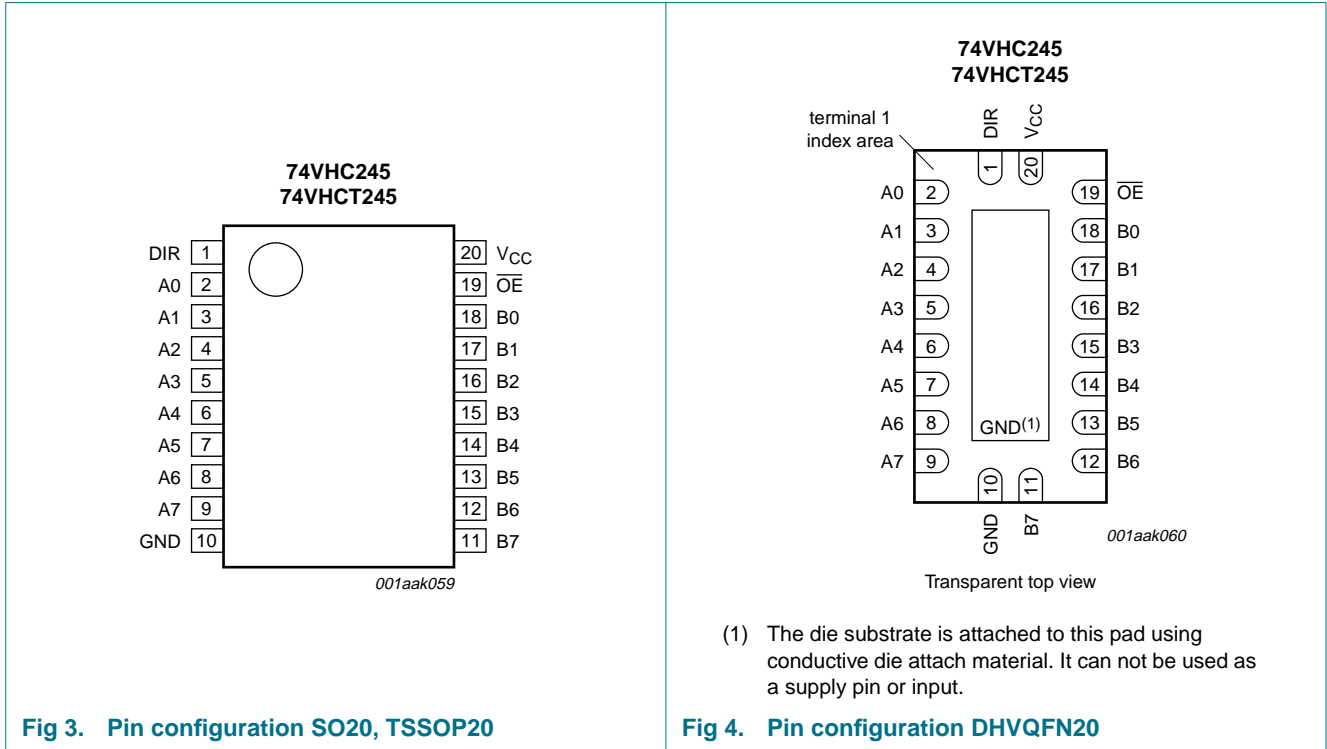 74VHC245
74VHCT245
DIR 1
A0 2
A1 3
A2 4
A3 5
A4 6
A5 7
A6 8
A7 9
GND 10
20 VCC
19 OE
18 B0
17 B1
16 B2
15 B3
14 B4
13 B5
12 B6
11 B7
001aak059
Fig 3. Pin configuration SO20, TSSOP20
74VHC245
74VHCT245
terminal 1
index area
DIR
VCC
1
20
A0 2
A1 3
A2 4
A3 5
A4 6
A5 7
A6 8
A7 9
19 OE
18 B0
17 B1
16 B2
15 B3
14 B4
13 B5
12 B6
GND(1)
10
11
GND
B7
001aak060
Transparent top view
(1) The die substrate is attached to this pad using
conductive die attach material. It can not be used as
a supply pin or input.
Fig 4. Pin configuration DHVQFN20